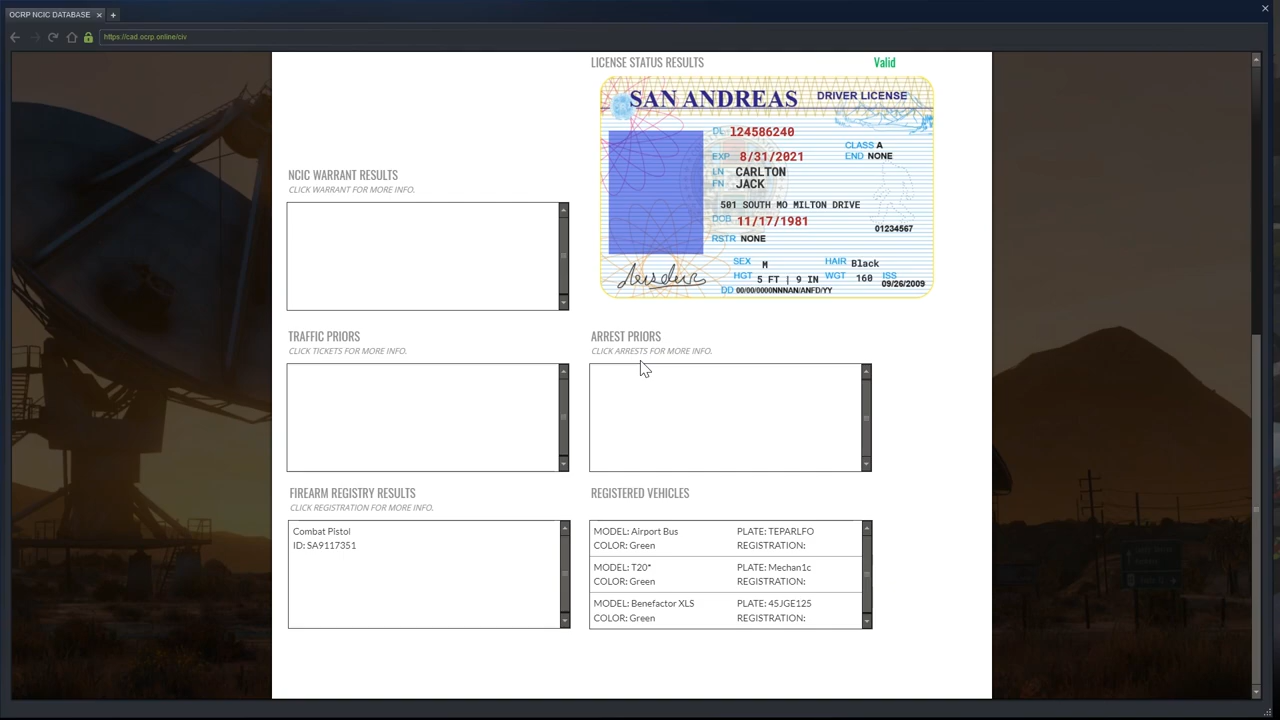 OCRP NCIC DATABASE
https://cad.ocrp.online/civ
LICENSE STATUS RESULTS Valid
SAN ANDREAS DRIVER LICENSE
DL 124586240
EXP 8/31/2021
CLASS A
END NONE
LN CARLTON
FN JACK
501 SOUTH MO MILTON DRIVE
DOB 11/17/1981
01234567
RSTR NONE
SEX M HAIR Black
HGT 5 FT | 9 IN WGT 160 ISS 09/26/2009
DD 00/00/0000NNNAN/ANFD/YY
NCIC WARRANT RESULTS
CLICK WARRANT FOR MORE INFO.
TRAFFIC PRIORS
CLICK TICKETS FOR MORE INFO.
ARREST PRIORS
CLICK ARRESTS FOR MORE INFO.
FIREARM REGISTRY RESULTS
CLICK REGISTRATION FOR MORE INFO.
Combat Pistol
ID: SA9117351
REGISTERED VEHICLES
MODEL: Airport Bus PLATE: TEPARLFO
COLOR: Green REGISTRATION:
MODEL: T20* PLATE: Mechan1c
COLOR: Green REGISTRATION:
MODEL: Benefactor XLS PLATE: 45JGE125
COLOR: Green REGISTRATION: